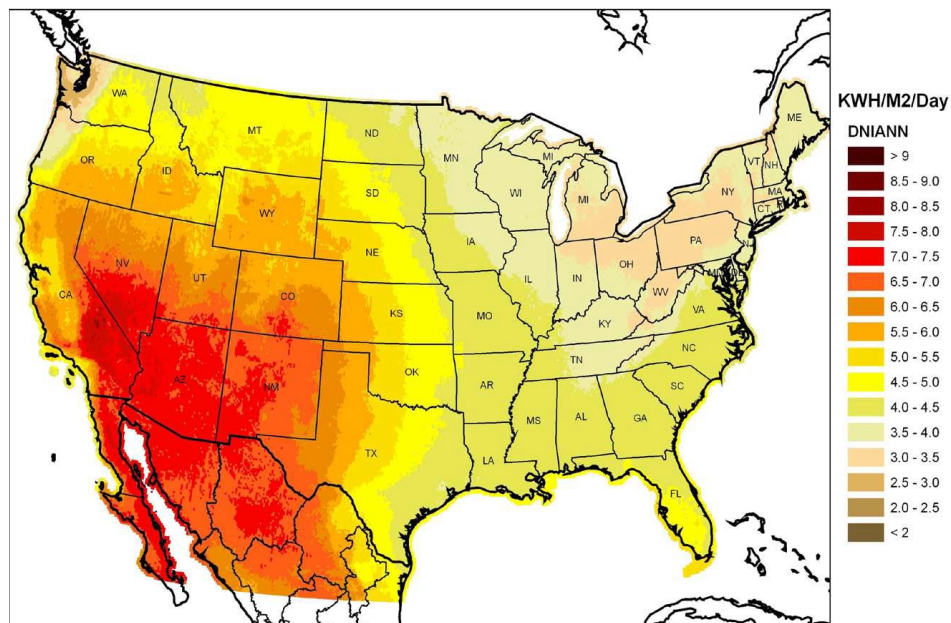 KWH/M2/Day
DNIANN
> 9
8.5 - 9.0
8.0 - 8.5
7.5 - 8.0
7.0 - 7.5
6.5 - 7.0
6.0 - 6.5
5.5 - 6.0
5.0 - 5.5
4.5 - 5.0
4.0 - 4.5
3.5 - 4.0
3.0 - 3.5
2.5 - 3.0
2.0 - 2.5
< 2
WA
MT
ND
MN
MI
ME
VT
NH
OR
ID
WY
SD
WI
MI
NY
MA
CT
NE
IA
PA
NV
UT
CO
IL
IN
OH
NJ
CA
KS
MO
WV
KY
VA
AZ
NM
OK
AR
TN
NC
SC
TX
LA
MS
AL
GA
FL